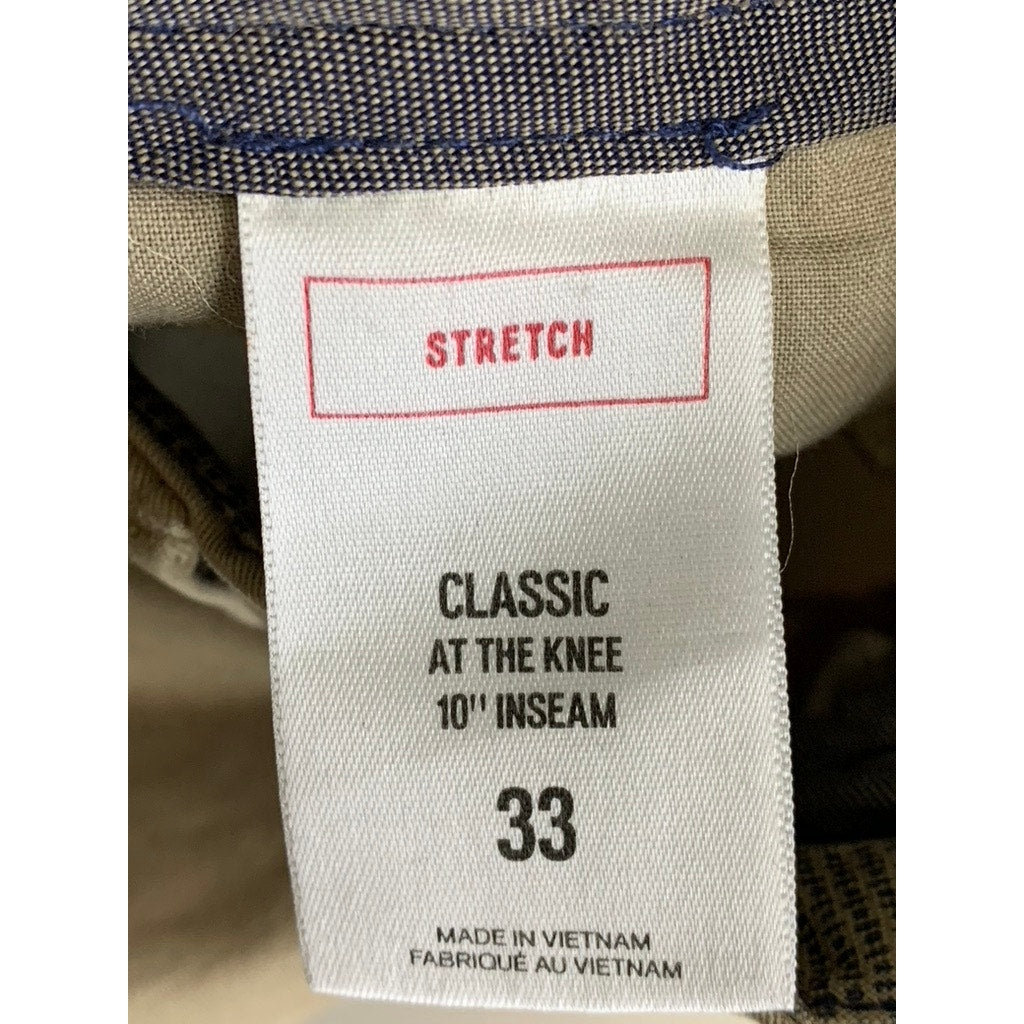 STRETCH
CLASSIC
AT THE KNEE
10" INSEAM
33
MADE IN VIETNAM
FABRIQUÉ AU VIETNAM